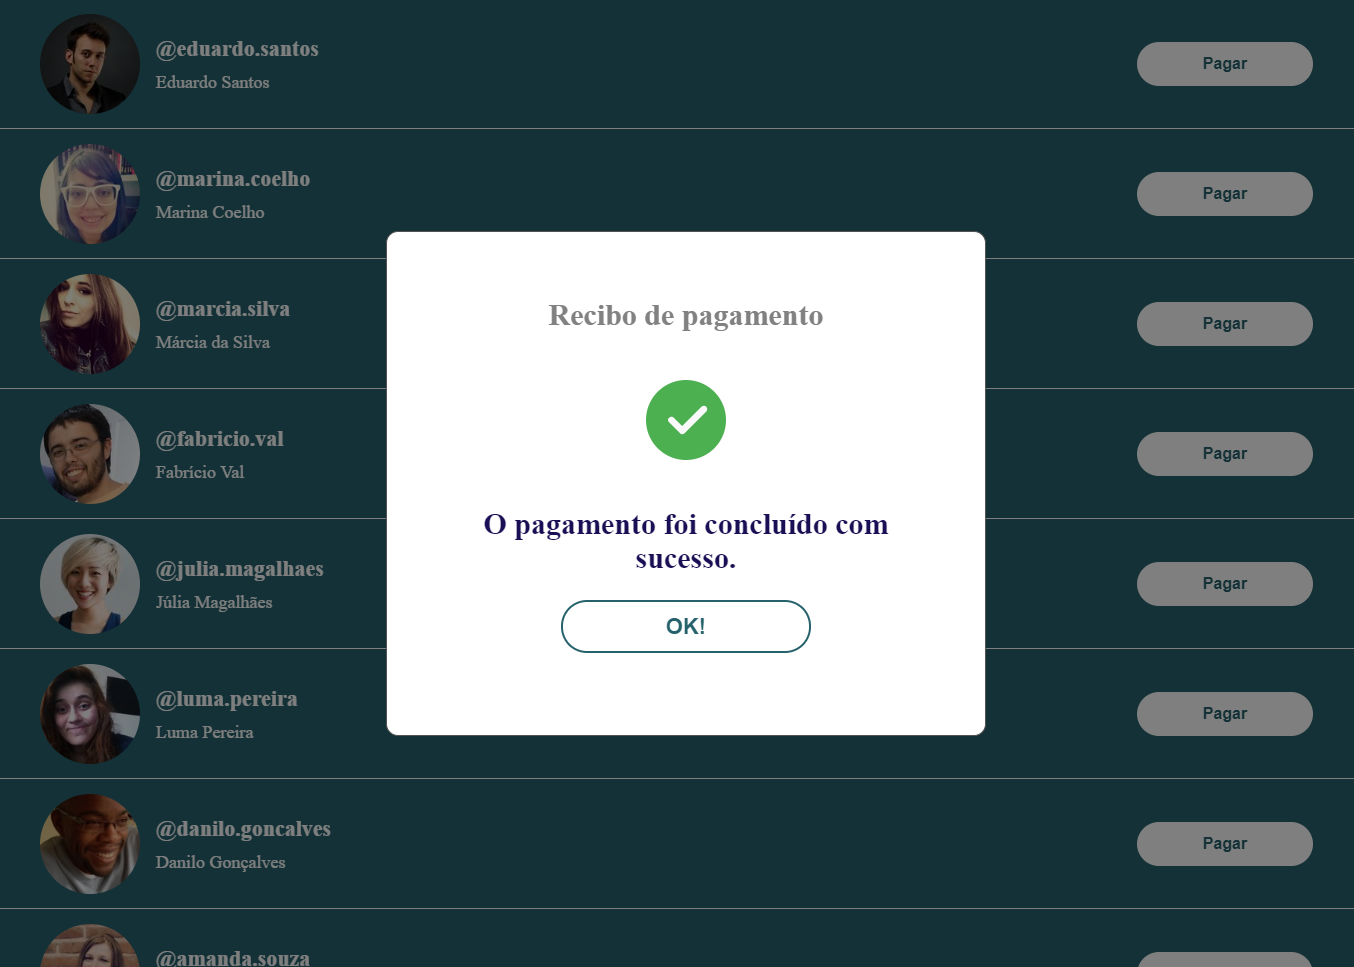 @eduardo.santos
Eduardo Santos
Pagar
@marina.coelho
Marina Coelho
Pagar
@marcia.silva
Márcia da Silva
Pagar
@fabricio.val
Fabrício Val
Pagar
@julia.magalhaes
Júlia Magalhães
Pagar
@luma.pereira
Luma Pereira
Pagar
@danilo.goncalves
Danilo Gonçalves
Pagar
@amanda.souza
Recibo de pagamento
O pagamento foi concluído com
sucesso.
OK!